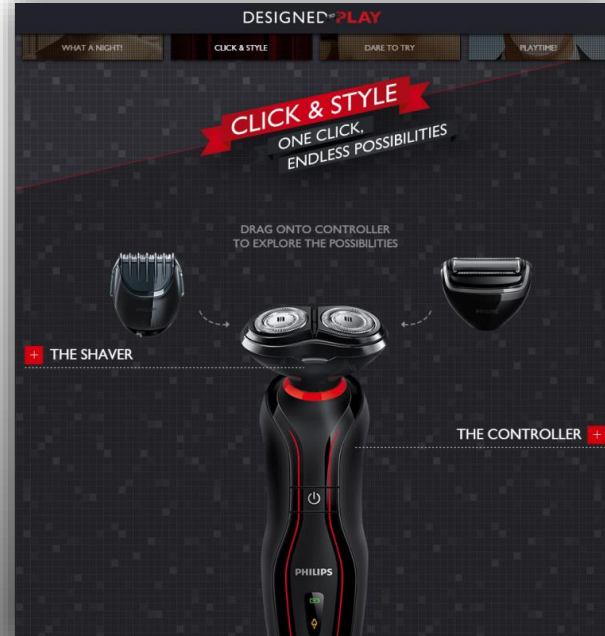 DESIGNED TO PLAY
WHAT A NIGHT!
CLICK & STYLE
DARE TO TRY
PLAYTIME!
CLICK & STYLE
ONE CLICK,
ENDLESS POSSIBILITIES
DRAG ONTO CONTROLLER
TO EXPLORE THE POSSIBILITIES
+ THE SHAVER
THE CONTROLLER +
PHILIPS